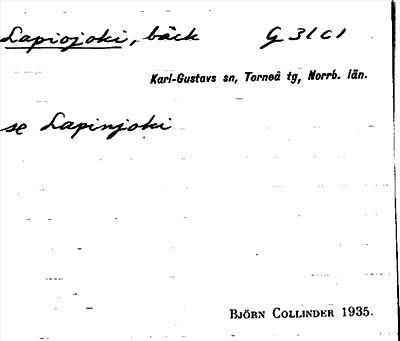 Lapiojoki, bäck G 31 c 1
Karl-Gustavs sn, Torneå tg, Norrb. län.
se Lapinjoki
BJÖRN COLLINDER 1935.